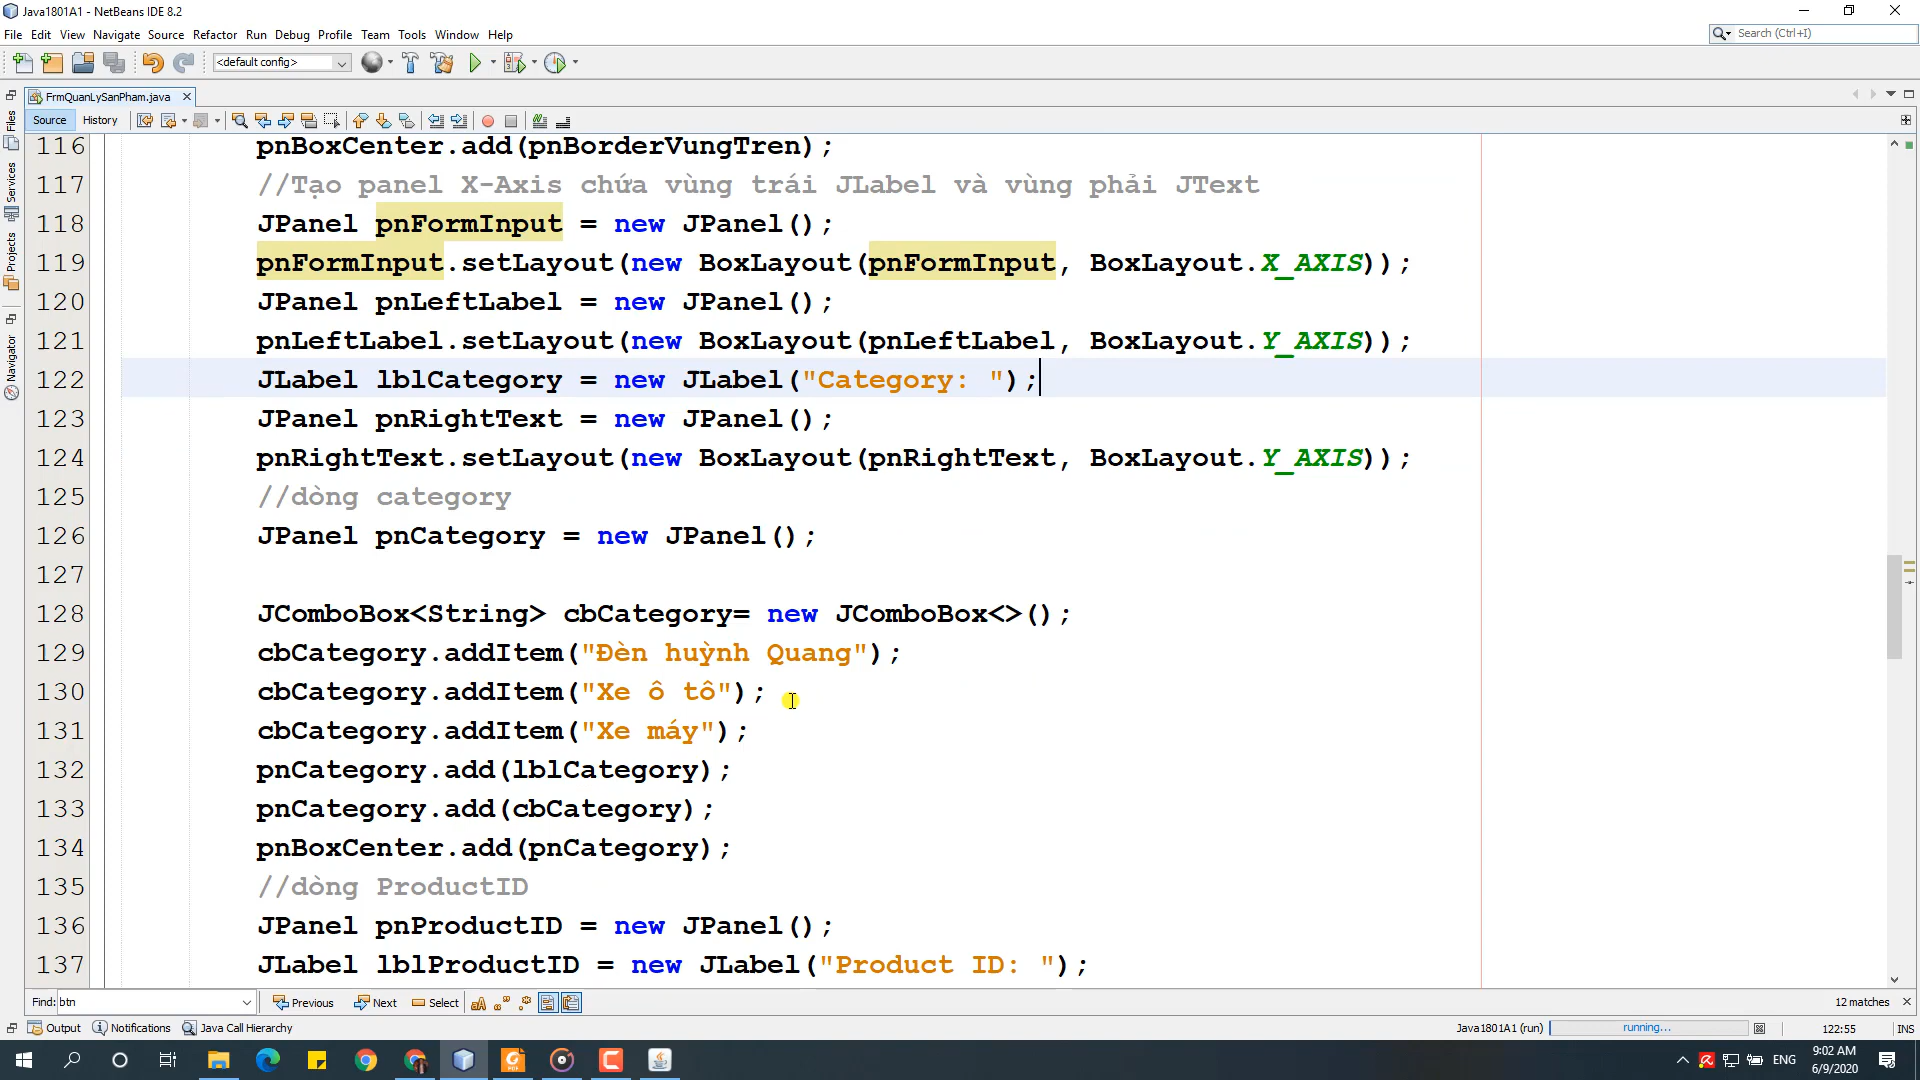 Java1801A1 - NetBeans IDE 8.2
File Edit View Navigate Source Refactor Run Debug Profile Team Tools Window Help
Search (Ctrl+I)
<default config>
FrmQuanLySanPham.java
Source History
Files
Services
Projects
Navigator
116 pnBoxCenter.add(pnBorderVungTren);
117 //Tạo panel X-Axis chứa vùng trái JLabel và vùng phải JText
118 JPanel pnFormInput = new JPanel();
119 pnFormInput.setLayout(new BoxLayout(pnFormInput, BoxLayout.X_AXIS));
120 JPanel pnLeftLabel = new JPanel();
121 pnLeftLabel.setLayout(new BoxLayout(pnLeftLabel, BoxLayout.Y_AXIS));
122 JLabel lblCategory = new JLabel("Category: ");
123 JPanel pnRightText = new JPanel();
124 pnRightText.setLayout(new BoxLayout(pnRightText, BoxLayout.Y_AXIS));
125 //dòng category
126 JPanel pnCategory = new JPanel();
127
128 JComboBox<String> cbCategory= new JComboBox<>();
129 cbCategory.addItem("Đèn huỳnh Quang");
130 cbCategory.addItem("Xe ô tô");
131 cbCategory.addItem("Xe máy");
132 pnCategory.add(lblCategory);
133 pnCategory.add(cbCategory);
134 pnBoxCenter.add(pnCategory);
135 //dòng ProductID
136 JPanel pnProductID = new JPanel();
137 JLabel lblProductID = new JLabel("Product ID: ");
Find: btn Previous Next Select 12 matches
Output Notifications Java Call Hierarchy Java1801A1 (run) running... 122:55 INS
ENG 9:02 AM
6/9/2020